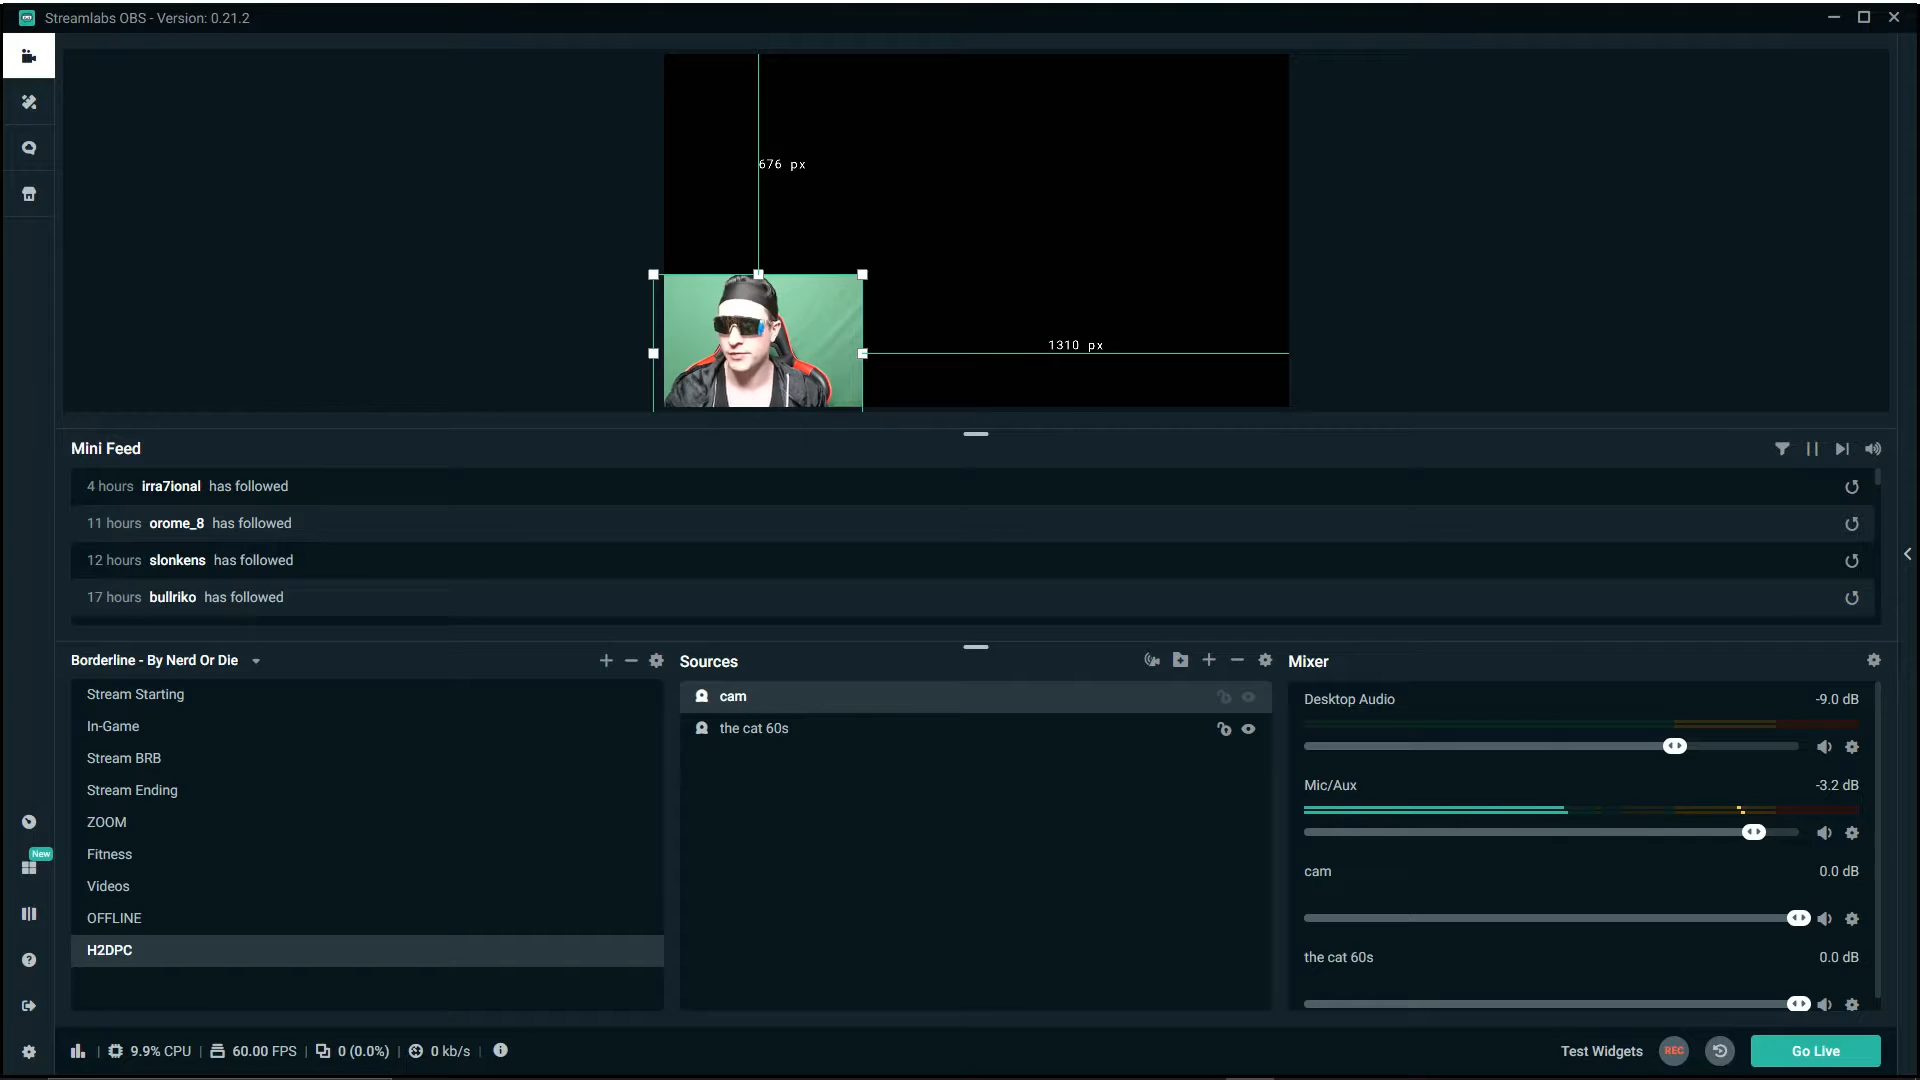 Streamlabs OBS - Version: 0.21.2
676 px
1310 px
Mini Feed
4 hours irra7ional has followed
11 hours orome_8 has followed
12 hours slonkens has followed
17 hours bullriko has followed
Borderline - By Nerd Or Die
Stream Starting
In-Game
Stream BRB
Stream Ending
ZOOM
Fitness
Videos
OFFLINE
H2DPC
Sources
cam
the cat 60s
Mixer
Desktop Audio -9.0 dB
Mic/Aux -3.2 dB
cam 0.0 dB
the cat 60s 0.0 dB
New
9.9% CPU | 60.00 FPS | 0 (0.0%) | 0 kb/s
Test Widgets REC Go Live